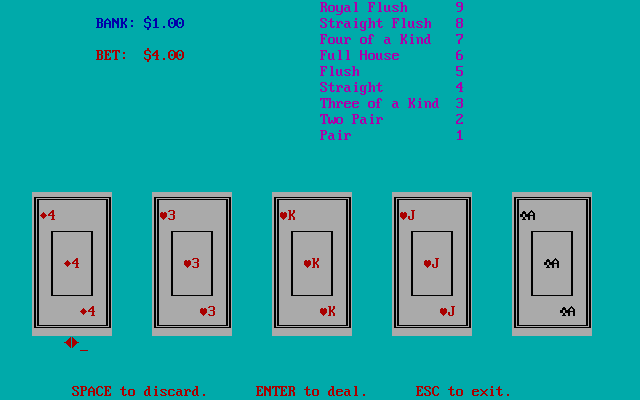 Royal Flush 9
BANK: $1.00
Straight Flush 8
Four of a Kind 7
BET: $4.00
Full House 6
Flush 5
Straight 4
Three of a Kind 3
Two Pair 2
Pair 1
♦4 ♥3 ♥K ♥J ♣A
♦4 ♥3 ♥K ♥J ♣A
♦4 ♥3 ♥K ♥J ♣A
SPACE to discard. ENTER to deal. ESC to exit.